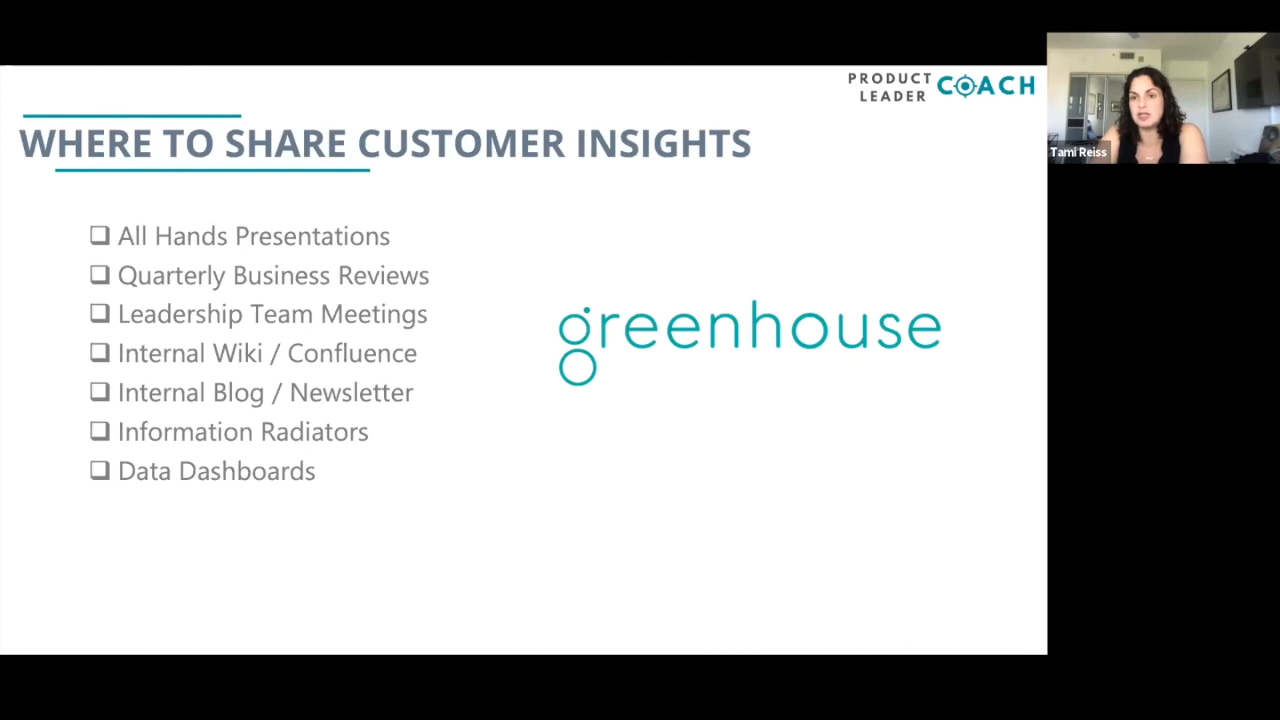 PRODUCT
LEADER
COACH
WHERE TO SHARE CUSTOMER INSIGHTS
All Hands Presentations
Quarterly Business Reviews
Leadership Team Meetings
Internal Wiki / Confluence
Internal Blog / Newsletter
Information Radiators
Data Dashboards
greenhouse
Tami Reiss